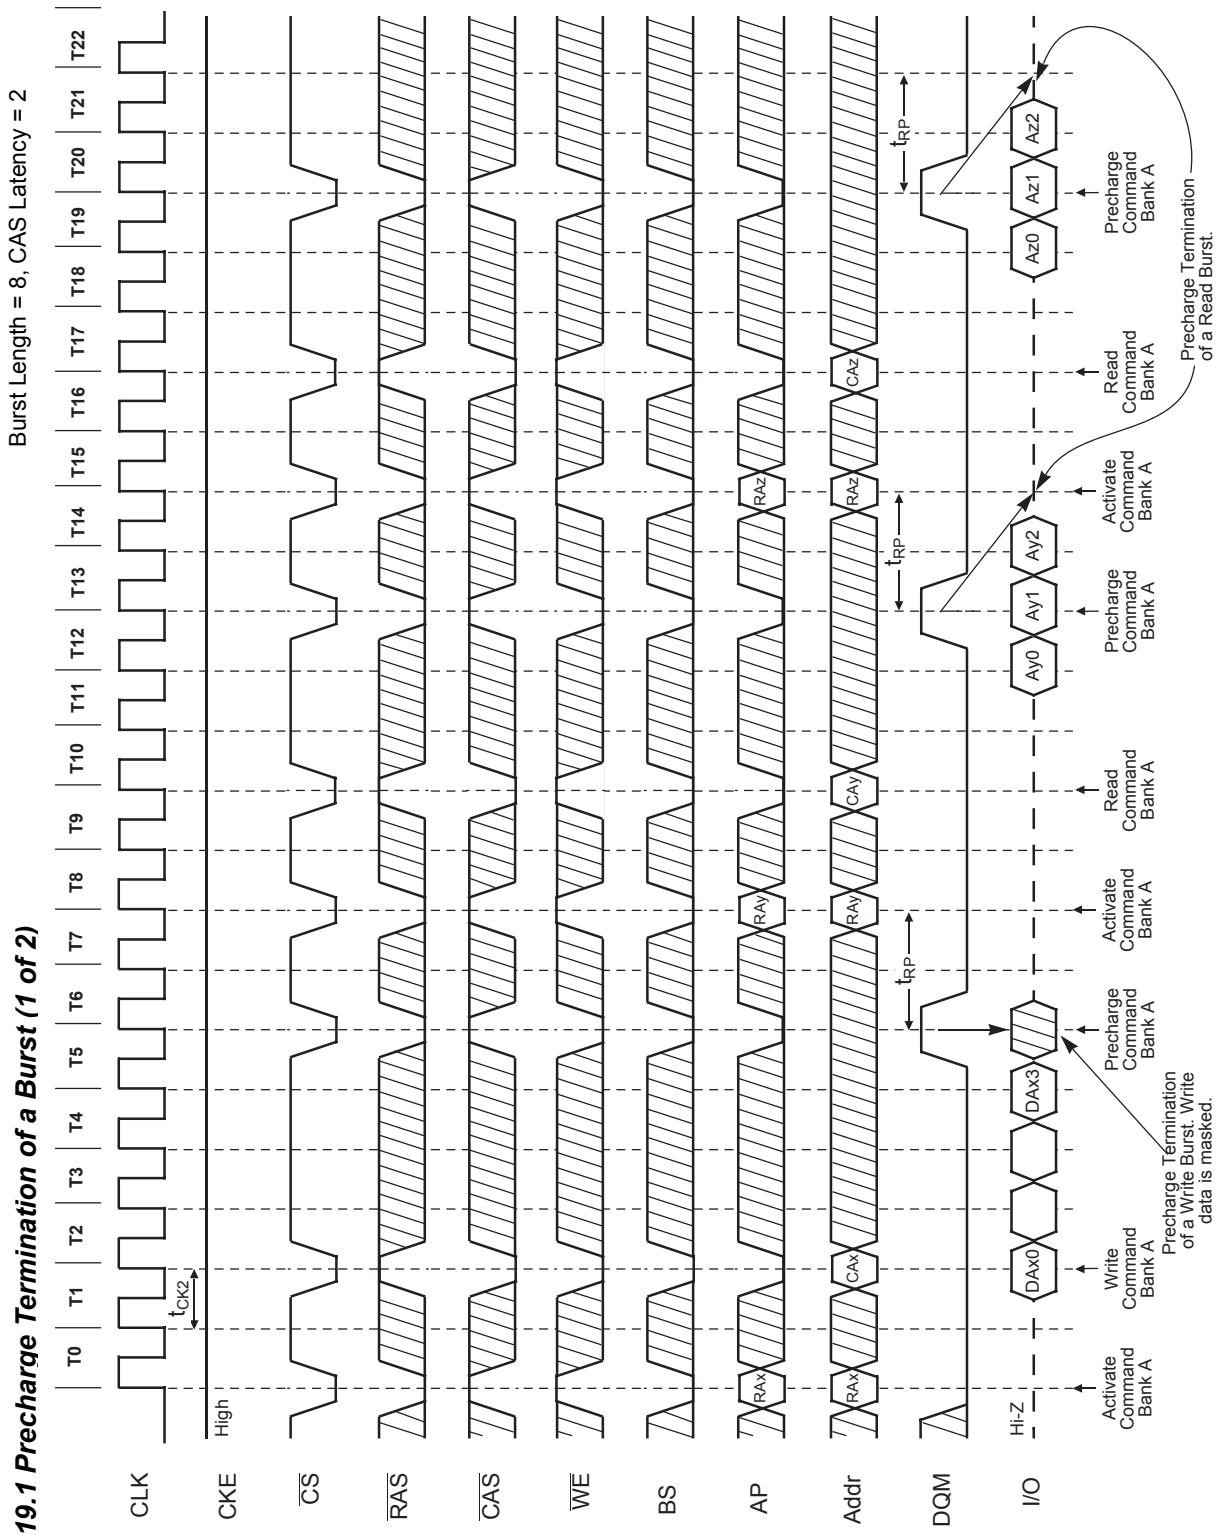 19.1 Precharge Termination of a Burst (1 of 2)
Burst Length = 8, CAS Latency = 2
T0 T1 T2 T3 T4 T5 T6 T7 T8 T9 T10 T11 T12 T13 T14 T15 T16 T17 T18 T19 T20 T21 T22
CLK
tCK2
CKE
High
CS
RAS
CAS
WE
BS
AP
RAx RAy RAz
Addr
RAx CAx RAy CAy RAz CAz
tRP tRP tRP
DQM
I/O
Hi-Z
DAx0 DAx3 Ay0 Ay1 Ay2 Az0 Az1 Az2
Activate
Command
Bank A
Write
Command
Bank A
Precharge
Command
Bank A
Activate
Command
Bank A
Read
Command
Bank A
Precharge
Command
Bank A
Activate
Command
Bank A
Read
Command
Bank A
Precharge
Command
Bank A
Precharge Termination
of a Write Burst. Write
data is masked.
Precharge Termination
of a Read Burst.